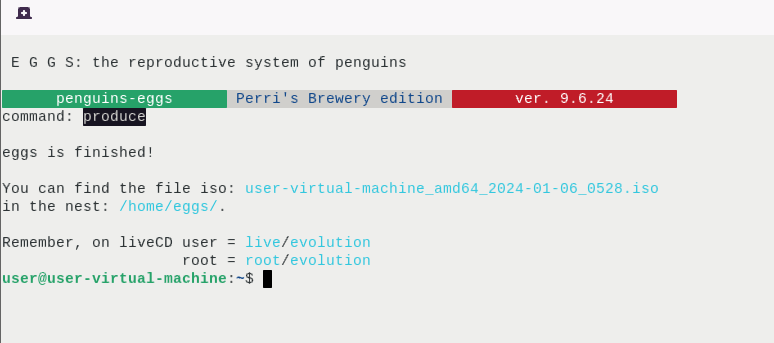 E G G S: the reproductive system of penguins
penguins-eggs Perri's Brewery edition ver. 9.6.24
command: produce
eggs is finished!
You can find the file iso: user-virtual-machine_amd64_2024-01-06_0528.iso
in the nest: /home/eggs/.
Remember, on liveCD user = live/evolution
root = root/evolution
user@user-virtual-machine:~$